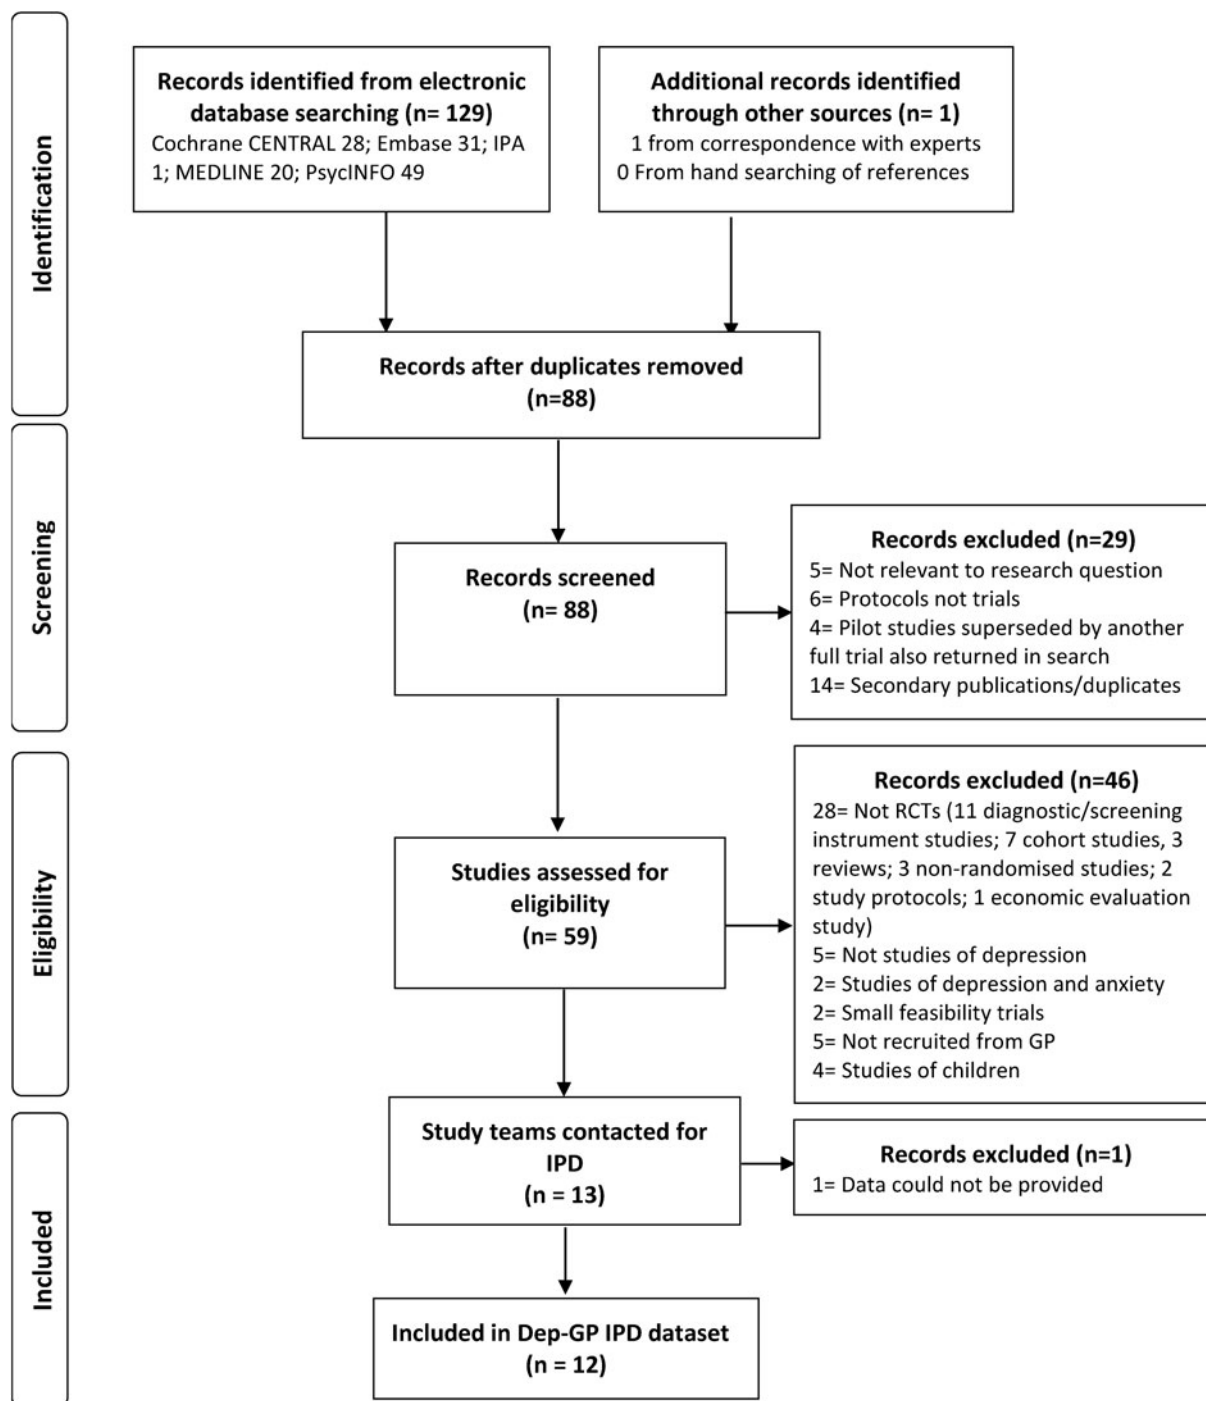 Identification
Records identified from electronic
database searching (n= 129)
Cochrane CENTRAL 28; Embase 31; IPA
1; MEDLINE 20; PsycINFO 49
Additional records identified
through other sources (n= 1)
1 from correspondence with experts
0 From hand searching of references
Records after duplicates removed
(n=88)
Screening
Records screened
(n= 88)
Records excluded (n=29)
5= Not relevant to research question
6= Protocols not trials
4= Pilot studies superseded by another
full trial also returned in search
14= Secondary publications/duplicates
Eligibility
Studies assessed for
eligibility
(n= 59)
Records excluded (n=46)
28= Not RCTs (11 diagnostic/screening
instrument studies; 7 cohort studies, 3
reviews; 3 non-randomised studies; 2
study protocols; 1 economic evaluation
study)
5= Not studies of depression
2= Studies of depression and anxiety
2= Small feasibility trials
5= Not recruited from GP
4= Studies of children
Included
Study teams contacted for
IPD
(n = 13)
Records excluded (n=1)
1= Data could not be provided
Included in Dep-GP IPD dataset
(n = 12)